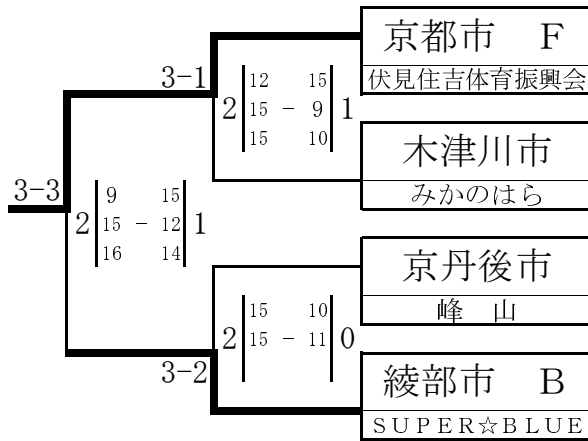 京都市　F
伏見住吉体育振興会
3-1
2
12　15
15 － 9
15　10
1
木津川市
みかのはら
3-3
2
9　15
15 － 12
16　14
1
京丹後市
峰　山
2
15　10
15 － 11
0
3-2
綾部市　B
ＳＵＰＥＲ☆ＢＬＵＥ